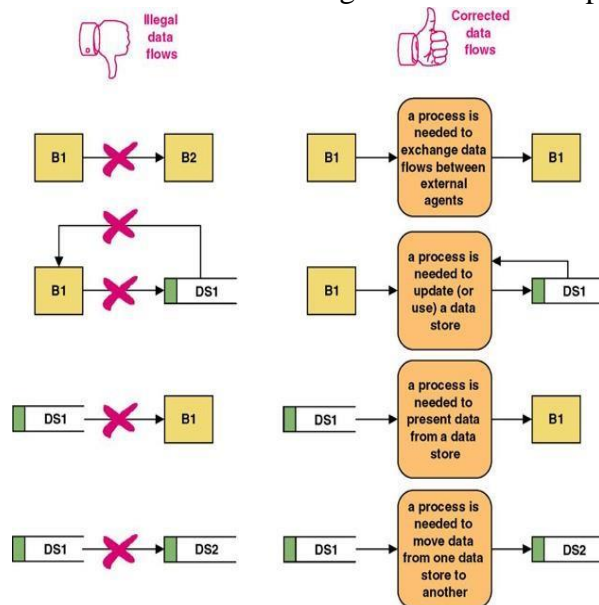 Illegal
data
flows
Corrected
data
flows
B1
B2
B1
a process is
needed to
exchange data
flows between
external
agents
B1
B1
DS1
B1
a process is
needed to
update (or
use) a data
store
DS1
DS1
B1
DS1
a process is
needed to
present data
from a data
store
B1
DS1
DS2
DS1
a process is
needed to
move data
from one data
store to
another
DS2